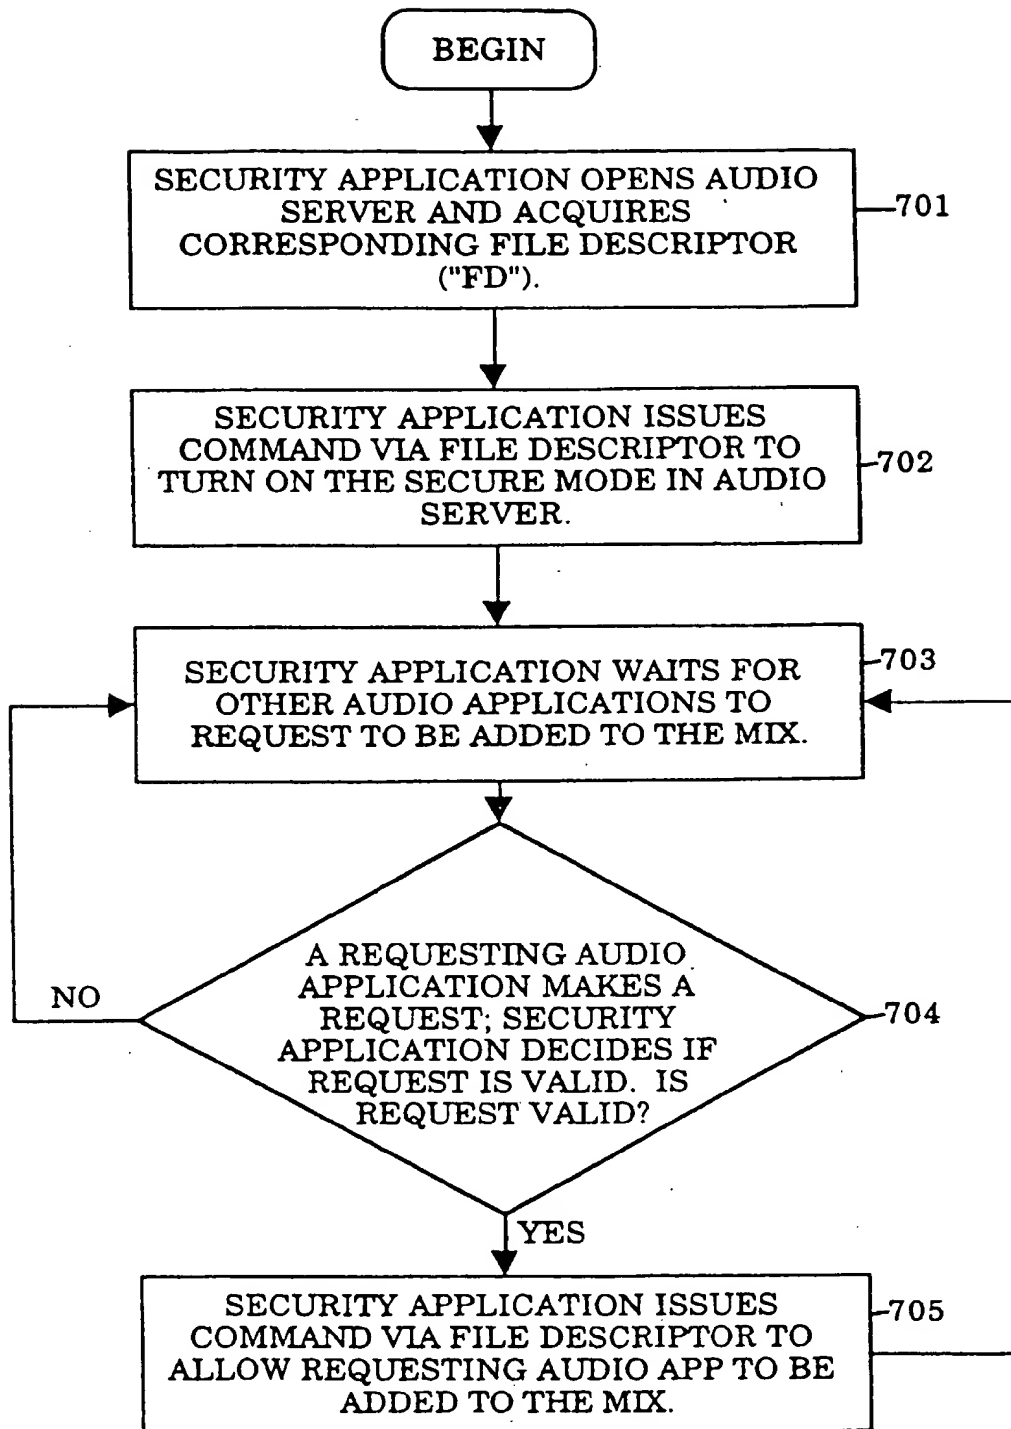 BEGIN
SECURITY APPLICATION OPENS AUDIO
SERVER AND ACQUIRES
CORRESPONDING FILE DESCRIPTOR
("FD").
701
SECURITY APPLICATION ISSUES
COMMAND VIA FILE DESCRIPTOR TO
TURN ON THE SECURE MODE IN AUDIO
SERVER.
702
SECURITY APPLICATION WAITS FOR
OTHER AUDIO APPLICATIONS TO
REQUEST TO BE ADDED TO THE MIX.
703
A REQUESTING AUDIO
APPLICATION MAKES A
REQUEST; SECURITY
APPLICATION DECIDES IF
REQUEST IS VALID. IS
REQUEST VALID?
704
NO
YES
SECURITY APPLICATION ISSUES
COMMAND VIA FILE DESCRIPTOR TO
ALLOW REQUESTING AUDIO APP TO BE
ADDED TO THE MIX.
705